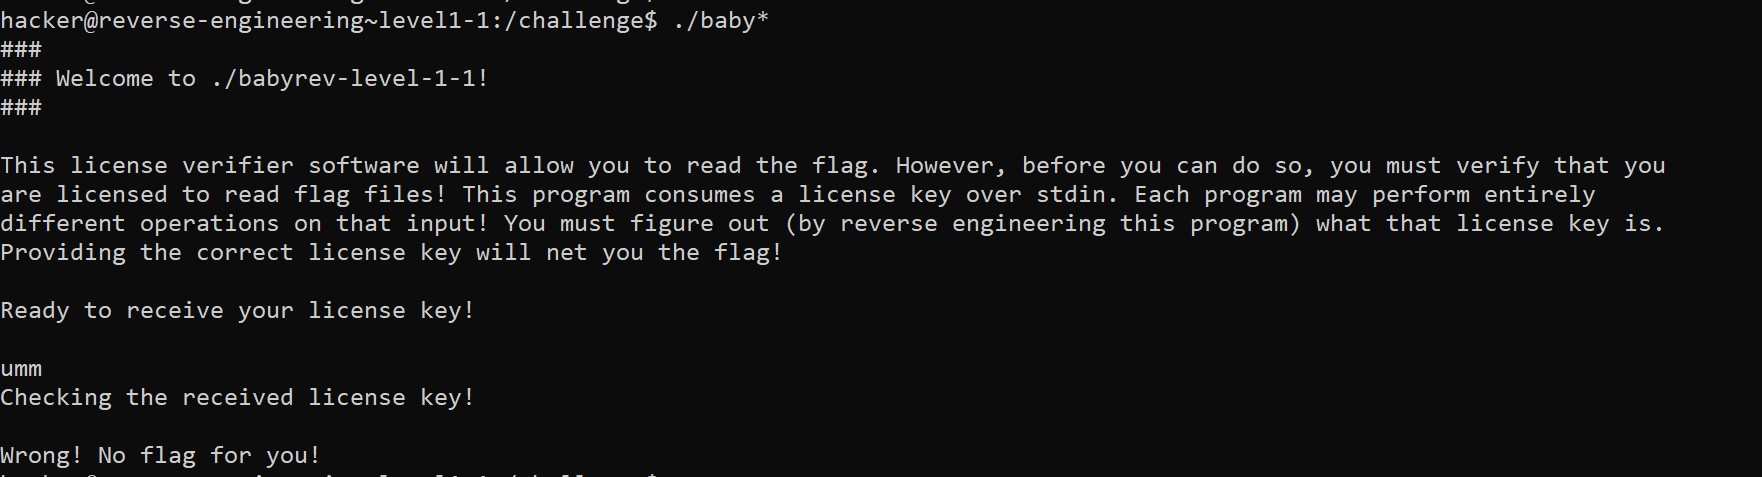 hacker@reverse-engineering~level1-1:/challenge$ ./baby*
###
### Welcome to ./babyrev-level-1-1!
###
This license verifier software will allow you to read the flag. However, before you can do so, you must verify that you
are licensed to read flag files! This program consumes a license key over stdin. Each program may perform entirely
different operations on that input! You must figure out (by reverse engineering this program) what that license key is.
Providing the correct license key will net you the flag!
Ready to receive your license key!
umm
Checking the received license key!
Wrong! No flag for you!